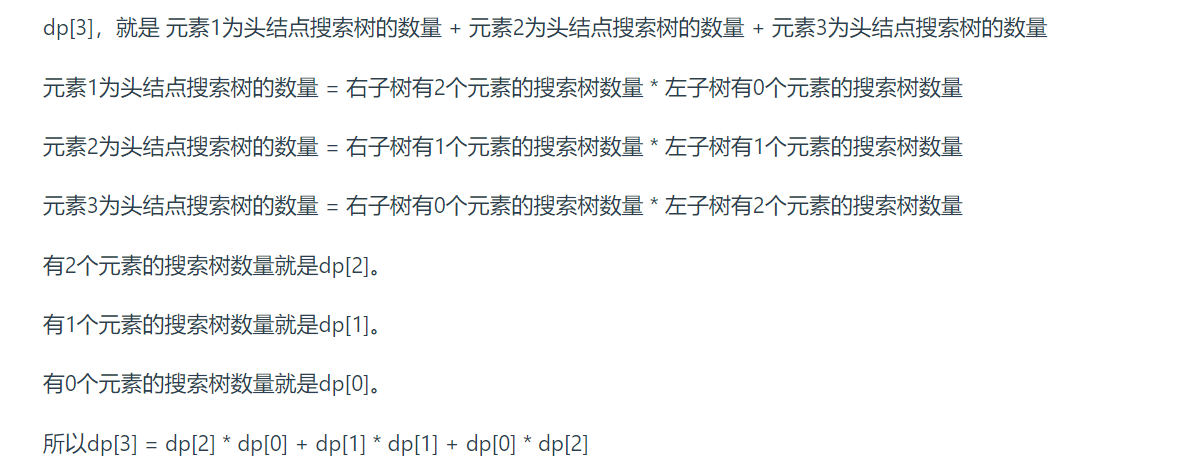 dp[3]，就是 元素1为头结点搜索树的数量 + 元素2为头结点搜索树的数量 + 元素3为头结点搜索树的数量
元素1为头结点搜索树的数量 = 右子树有2个元素的搜索树数量 * 左子树有0个元素的搜索树数量
元素2为头结点搜索树的数量 = 右子树有1个元素的搜索树数量 * 左子树有1个元素的搜索树数量
元素3为头结点搜索树的数量 = 右子树有0个元素的搜索树数量 * 左子树有2个元素的搜索树数量
有2个元素的搜索树数量就是dp[2]。
有1个元素的搜索树数量就是dp[1]。
有0个元素的搜索树数量就是dp[0]。
所以dp[3] = dp[2] * dp[0] + dp[1] * dp[1] + dp[0] * dp[2]